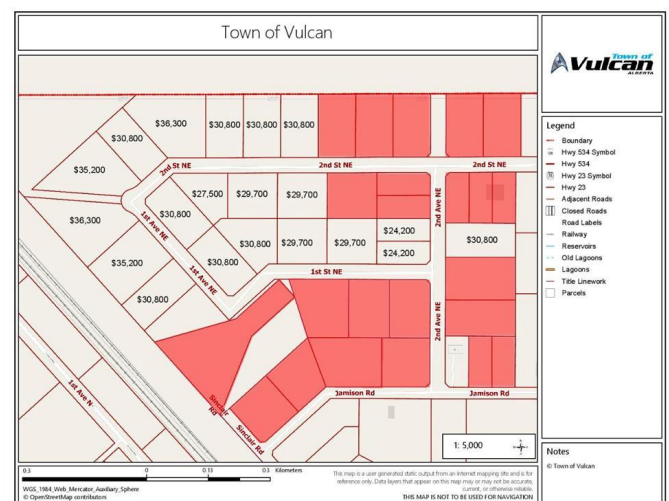 Town of Vulcan
Town of
Vulcan
ALBERTA
$36,300
$30,800
$30,800
$30,800
$30,800
$35,200
2nd St NE
2nd St NE
2nd St NE
$27,500
$29,700
$29,700
$36,300
$30,800
1st Ave NE
2nd Ave NE
$24,200
$30,800
$30,800
$29,700
$29,700
$24,200
$35,200
$30,800
1st Ave NE
1st St NE
$30,800
2nd Ave NE
1st Ave N
Sinclair Rd
Sinclair Rd
Jamison Rd
Jamison Rd
1: 5,000
Legend
Boundary
Hwy 534 Symbol
Hwy 534
Hwy 23 Symbol
Hwy 23
Adjacent Roads
Closed Roads
Road Labels
Railway
Reservoirs
Old Lagoons
Lagoons
Title Linework
Parcels
Notes
© Town of Vulcan
0.3 0 0.13 0.3 Kilometers
WGS_1984_Web_Mercator_Auxiliary_Sphere
© OpenStreetMap contributors
This map is a user generated static output from an Internet mapping site and is for
reference only. Data layers that appear on this map may or may not be accurate,
current, or otherwise reliable.
THIS MAP IS NOT TO BE USED FOR NAVIGATION